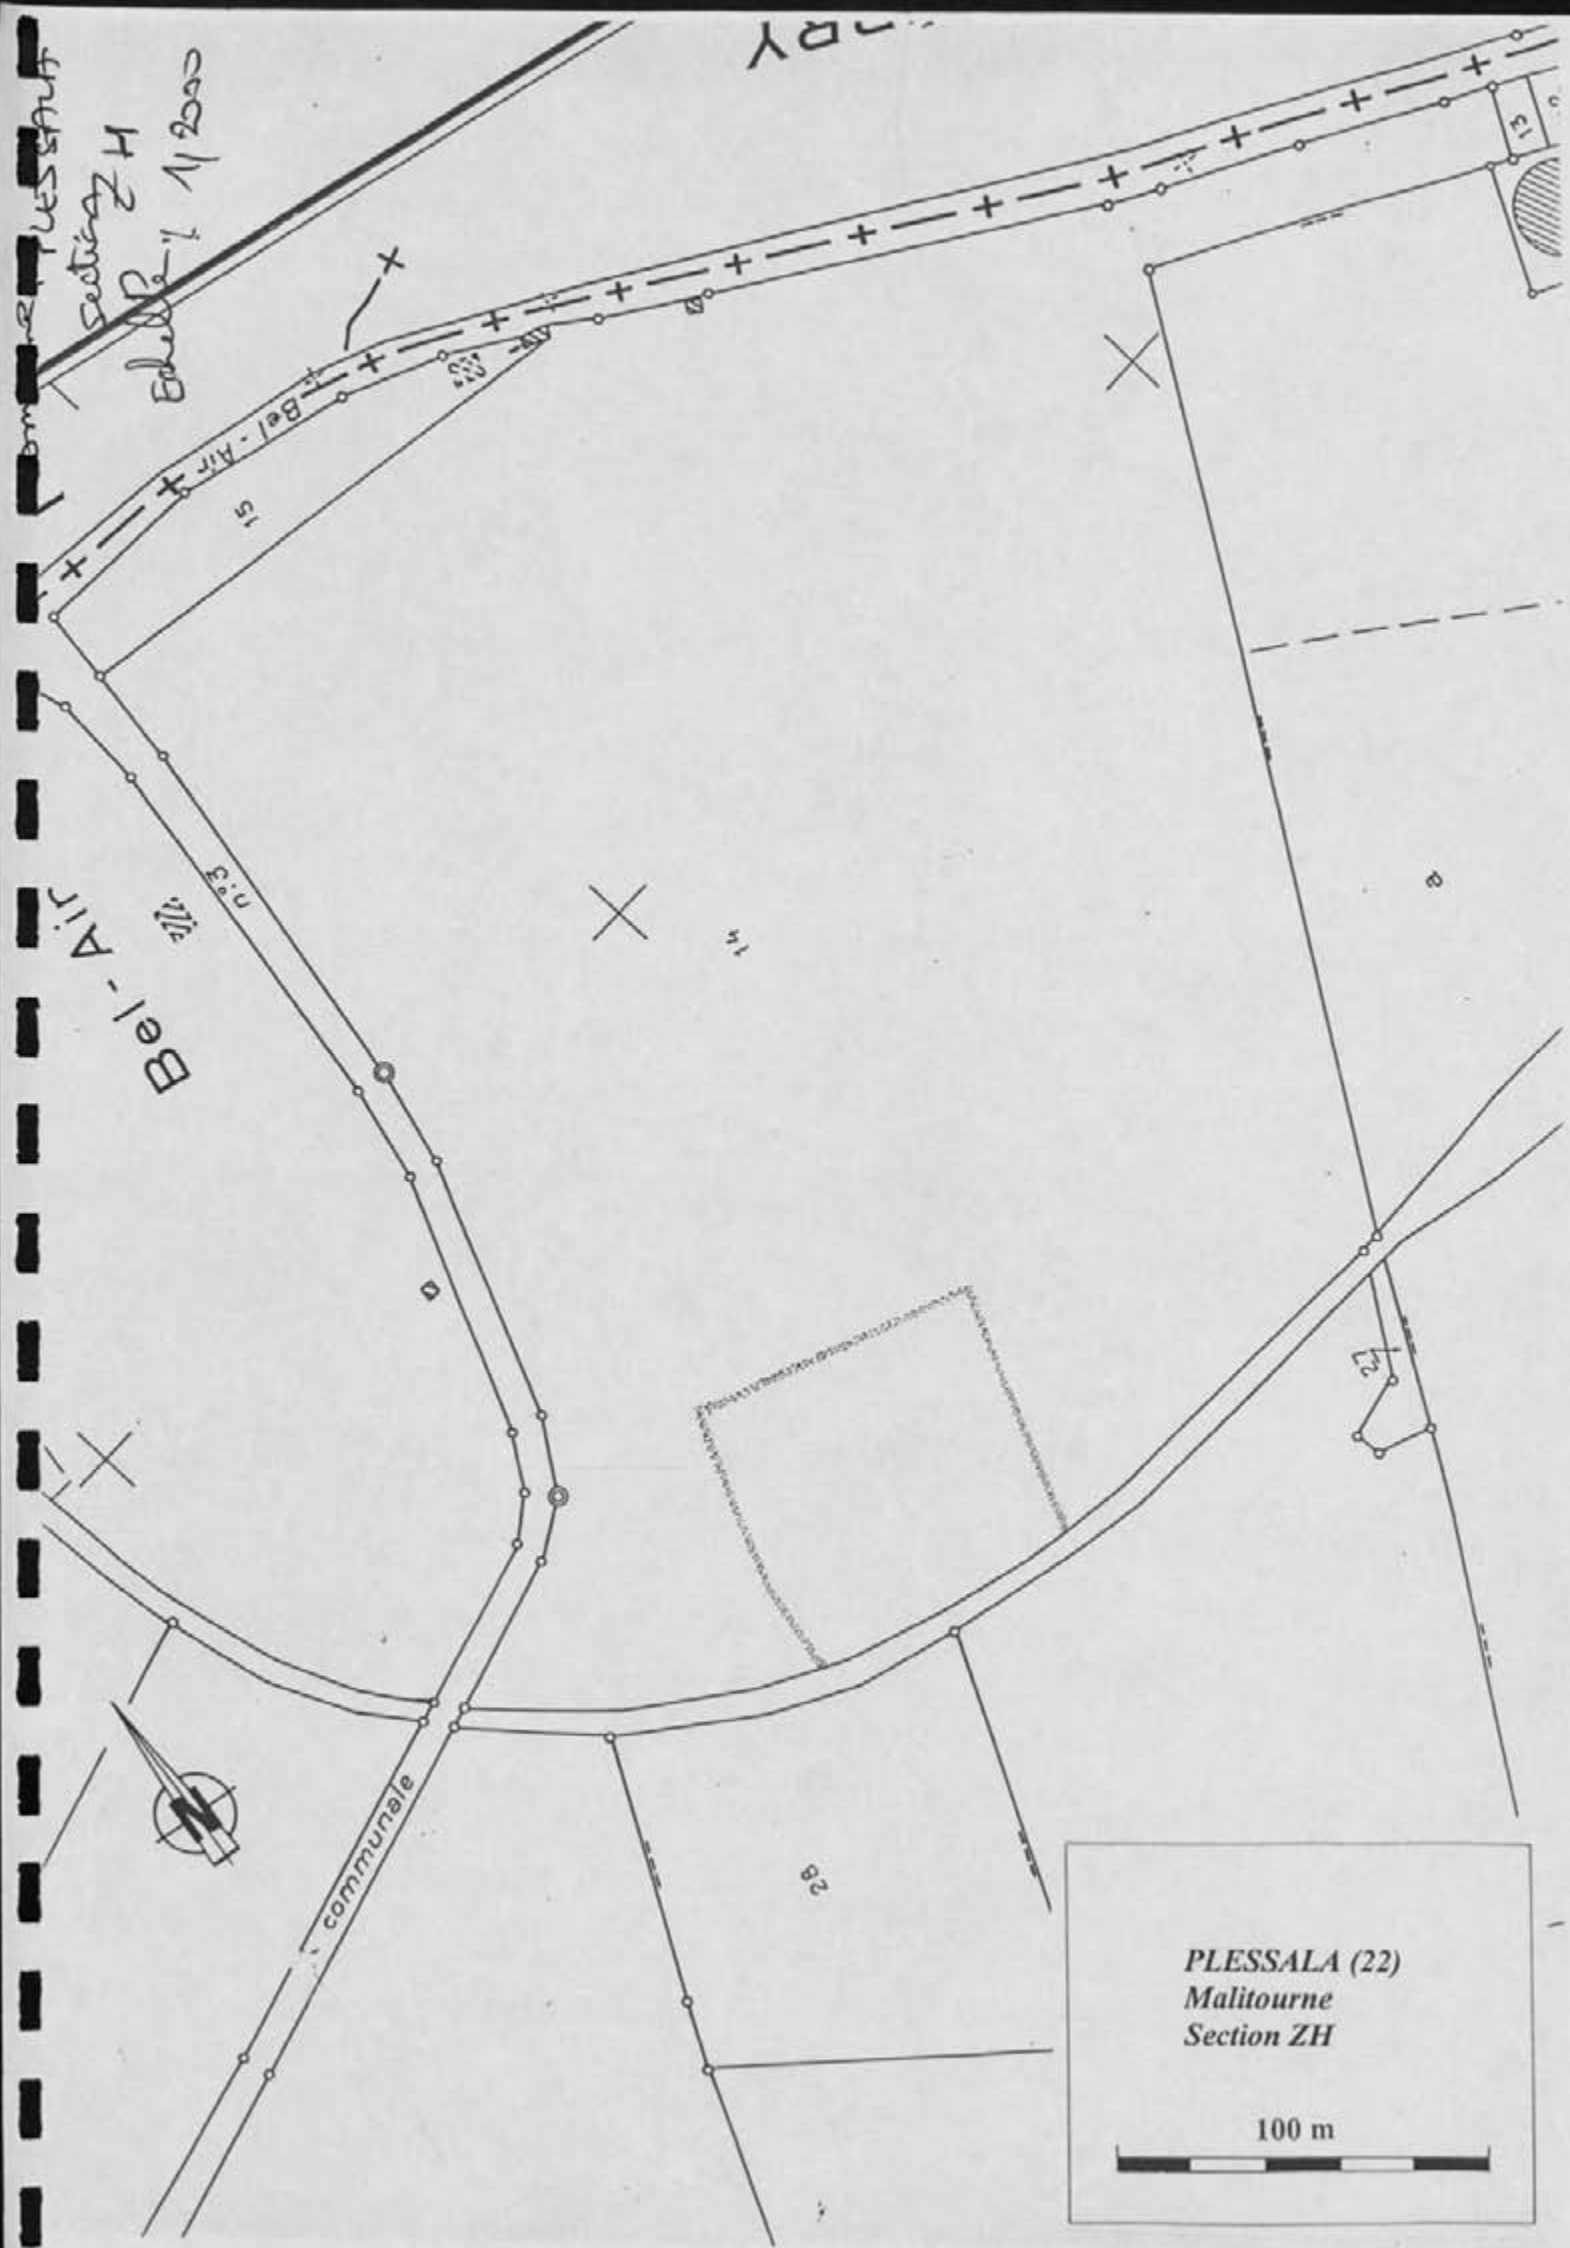 PLESSALA
Section ZH
Echelle 1/2000
13
Bel-Air
15
n°3
Bel-Air
14
a
27
communale
N
28
PLESSALA (22)
Malitourne
Section ZH
100 m